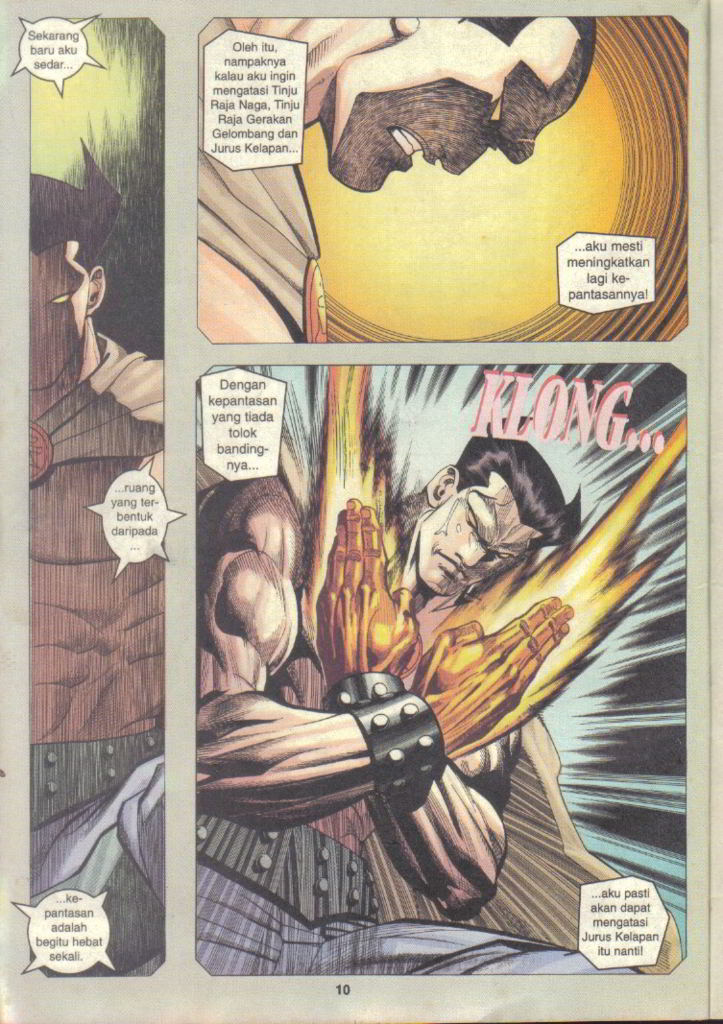 Sekarang
baru aku
sedar...
...ruang
yang ter-
bentuk
daripada
...
...ke-
pantasan
adalah
begitu hebat
sekali.
Oleh itu,
nampaknya
kalau aku ingin
mengatasi Tinju
Raja Naga, Tinju
Raja Gerakan
Gelombang dan
Jurus Kelapan...
...aku mesti
meningkatkan
lagi ke-
pantasannya!
Dengan
kepantasan
yang tiada
tolok
banding-
nya...
KLONG...
...aku pasti
akan dapat
mengatasi
Jurus Kelapan
itu nanti!
10